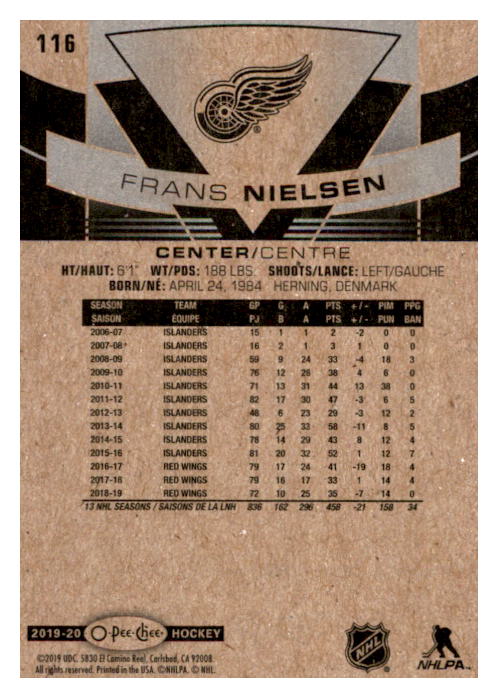 116
FRANS NIELSEN
CENTER/CENTRE
HT/HAUT: 6'1" WT/PDS: 188 LBS. SHOOTS/LANCE: LEFT/GAUCHE
BORN/NÉ: APRIL 24, 1984 HERNING, DENMARK
SEASON TEAM GP G A PTS +/- PIM PPG
SAISON ÉQUIPE PJ B A PTS +/- PUN BAN
2006-07 ISLANDERS 15 1 1 2 -2 0 0
2007-08 ISLANDERS 16 2 1 3 1 0 0
2008-09 ISLANDERS 59 9 24 33 -4 18 3
2009-10 ISLANDERS 76 12 26 38 4 6 0
2010-11 ISLANDERS 71 13 31 44 13 38 0
2011-12 ISLANDERS 82 17 30 47 -3 6 5
2012-13 ISLANDERS 48 6 23 29 -3 12 2
2013-14 ISLANDERS 80 25 33 58 -11 8 5
2014-15 ISLANDERS 78 14 29 43 8 12 4
2015-16 ISLANDERS 81 20 32 52 1 12 7
2016-17 RED WINGS 79 17 24 41 -19 18 4
2017-18 RED WINGS 79 16 17 33 1 14 4
2018-19 RED WINGS 72 10 25 35 -7 14 0
13 NHL SEASONS / SAISONS DE LA LNH 836 162 296 458 -21 158 34
2019-20 O-Pee-Chee HOCKEY
©2019 UDC. 5830 El Camino Real, Carlsbad, CA 92008.
All rights reserved. Printed in the USA. ©NHLPA. © NHL.
NHL
NHLPA